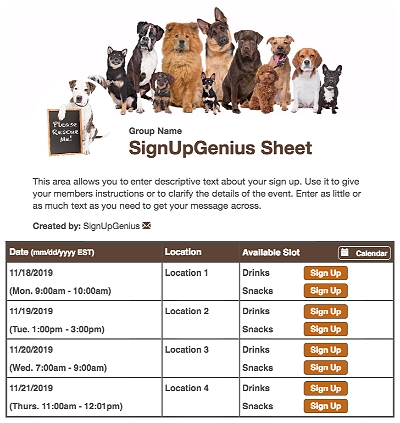 Please
Rescue
Me!
Group Name
SignUpGenius Sheet
This area allows you to enter descriptive text about your sign up. Use it to give
your members instructions or to clarify the details of the event. Enter as little or
as much text as you need to get your message across.
Created by: SignUpGenius
Date (mm/dd/yyyy EST) Location Available Slot Calendar
11/18/2019 Location 1 Drinks Sign Up
(Mon. 9:00am - 10:00am) Snacks Sign Up
11/19/2019 Location 2 Drinks Sign Up
(Tue. 1:00pm - 3:00pm) Snacks Sign Up
11/20/2019 Location 3 Drinks Sign Up
(Wed. 7:00am - 9:00am) Snacks Sign Up
11/21/2019 Location 4 Drinks Sign Up
(Thurs. 11:00am - 12:01pm) Snacks Sign Up